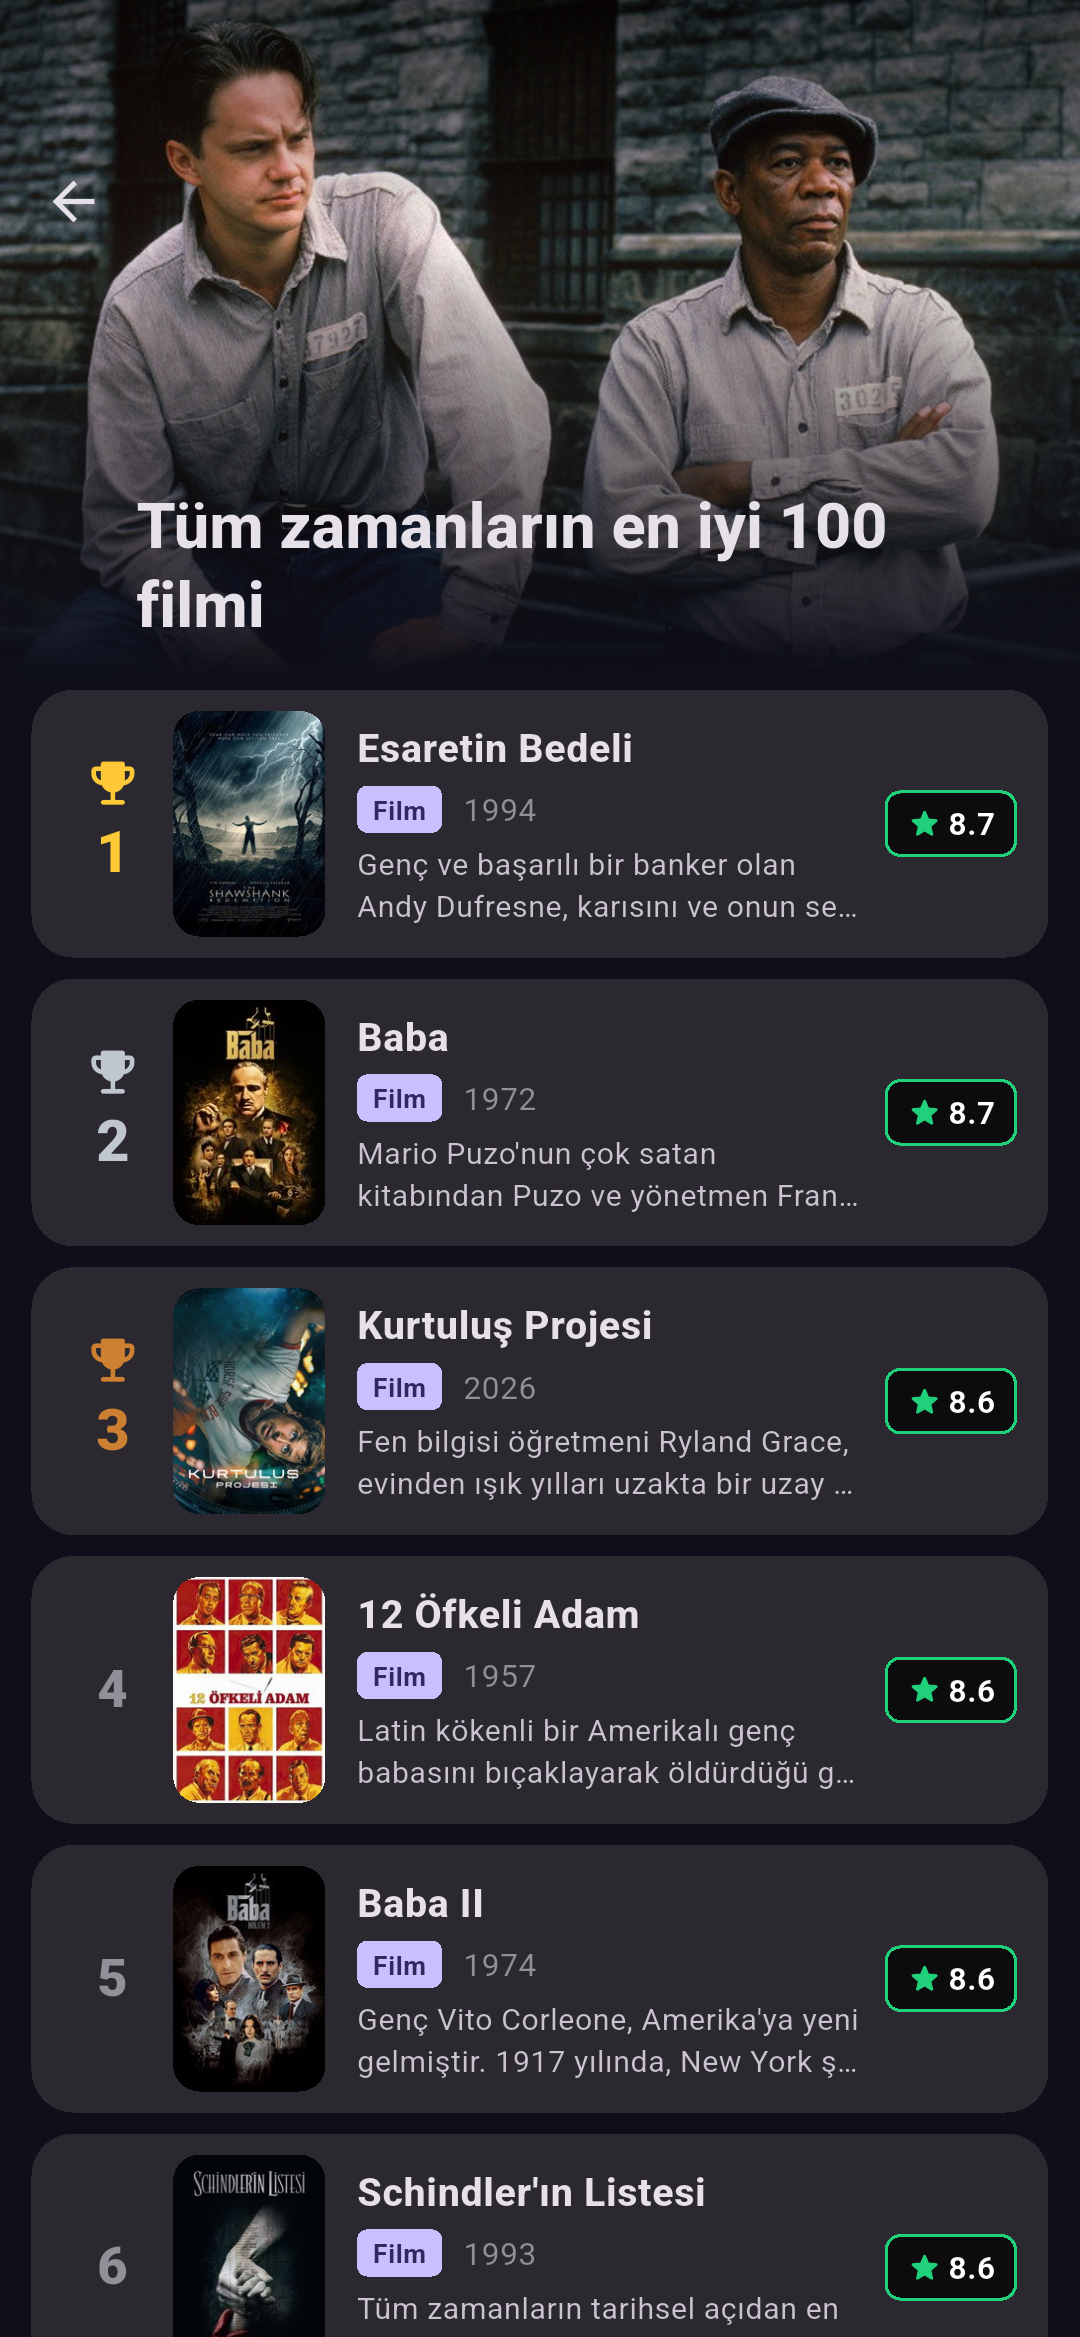 7927
302
Tüm zamanların en iyi 100
filmi
1
SHAWSHANK
REDEMPTION
Esaretin Bedeli
Film 1994
Genç ve başarılı bir banker olan
Andy Dufresne, karısını ve onun se…
8.7
2
Baba
Baba
Film 1972
Mario Puzo'nun çok satan
kitabından Puzo ve yönetmen Fran…
8.7
3
KURTULUŞ
PROJESİ
Kurtuluş Projesi
Film 2026
Fen bilgisi öğretmeni Ryland Grace,
evinden ışık yılları uzakta bir uzay …
8.6
4
12 ÖFKELİ ADAM
12 Öfkeli Adam
Film 1957
Latin kökenli bir Amerikalı genç
babasını bıçaklayarak öldürdüğü g…
8.6
5
Baba
Baba II
Film 1974
Genç Vito Corleone, Amerika'ya yeni
gelmiştir. 1917 yılında, New York ş…
8.6
6
SCHINDLER'İN LİSTESİ
Schindler'ın Listesi
Film 1993
Tüm zamanların tarihsel açıdan en
8.6